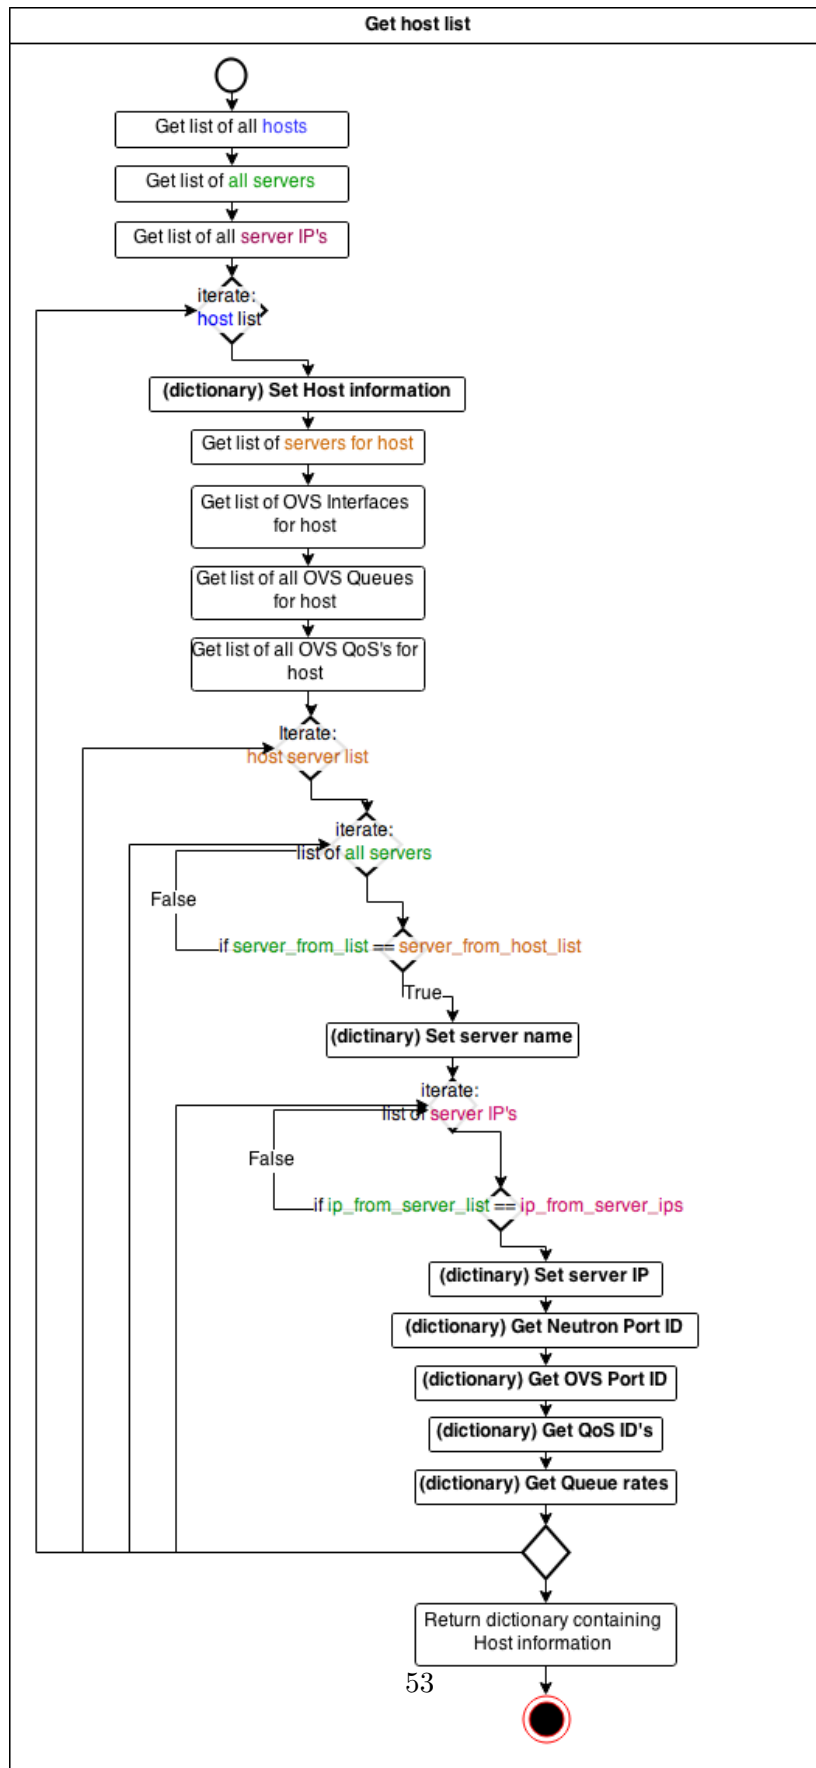 Get host list
Get list of all hosts
Get list of all servers
Get list of all server IP's
iterate:
host list
(dictionary) Set Host information
Get list of servers for host
Get list of OVS Interfaces
for host
Get list of all OVS Queues
for host
Get list of all OVS QoS's for
host
Iterate:
host server list
iterate:
list of all servers
False
if server_from_list == server_from_host_list
True
(dictinary) Set server name
iterate:
list of server IP's
False
if ip_from_server_list == ip_from_server_ips
(dictinary) Set server IP
(dictionary) Get Neutron Port ID
(dictionary) Get OVS Port ID
(dictionary) Get QoS ID's
(dictionary) Get Queue rates
Return dictionary containing
Host information
53